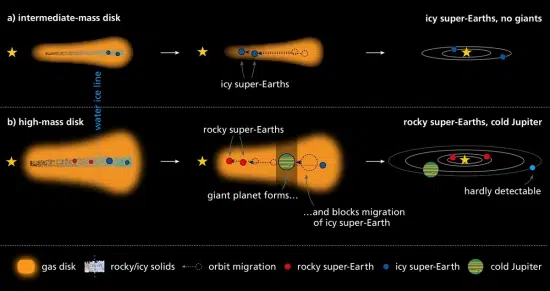 a) intermediate-mass disk
icy super-Earths, no giants
icy super-Earths
water ice line
b) high-mass disk
rocky super-Earths, cold Jupiter
rocky super-Earths
giant planet forms…
…and blocks migration
of icy super-Earth
hardly detectable
gas disk
rocky/icy solids
orbit migration
rocky super-Earth
icy super-Earth
cold Jupiter